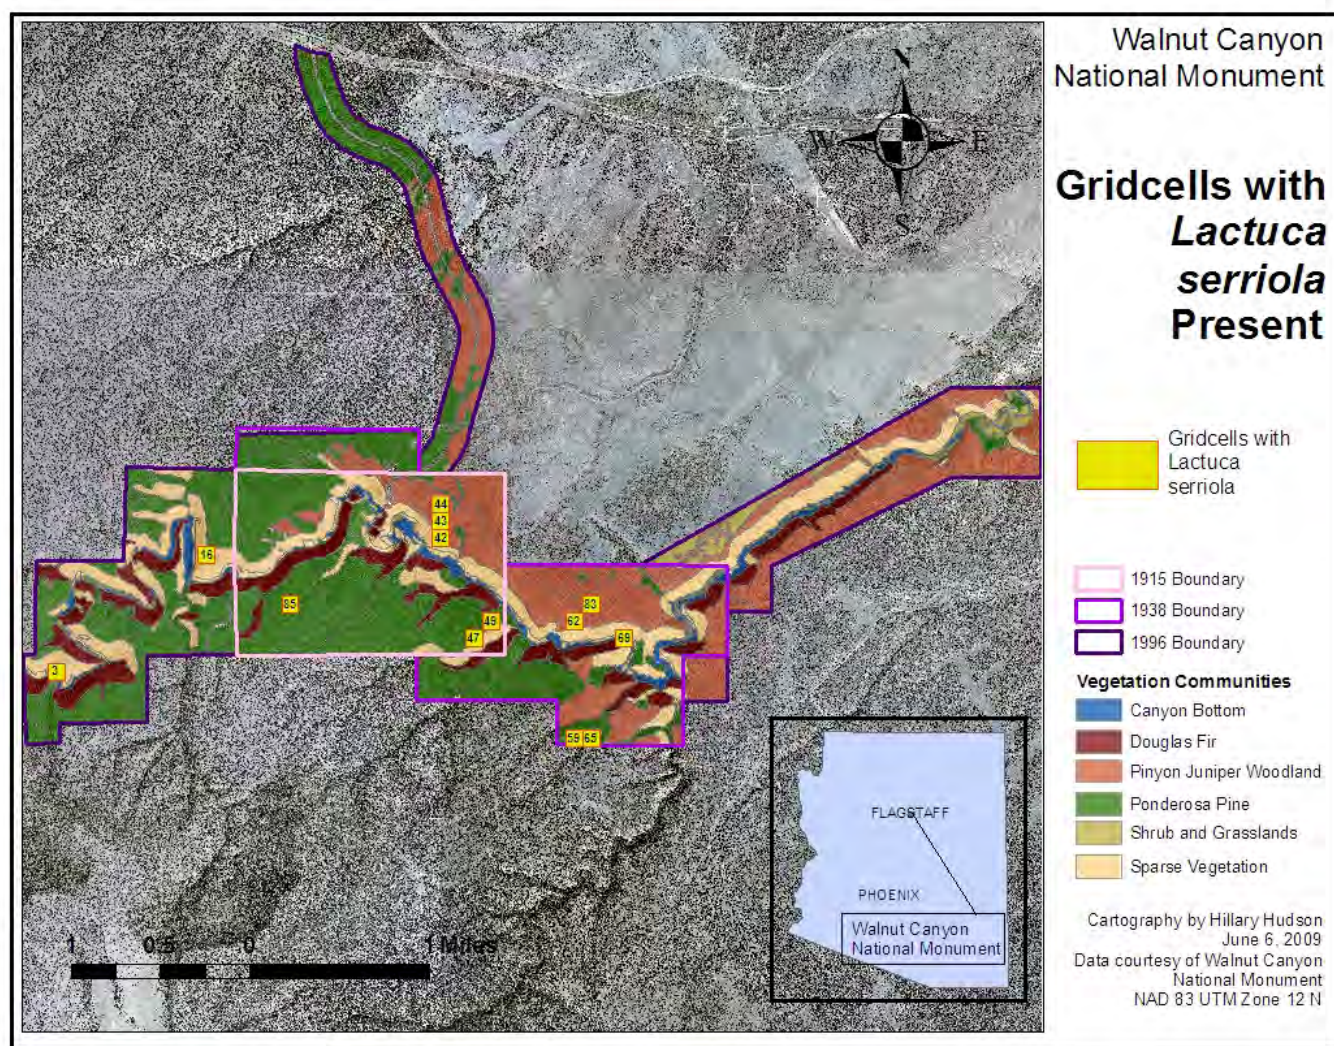 Walnut Canyon
National Monument
Gridcells with
Lactuca
serriola
Present
N
W
E
S
Gridcells with
Lactuca
serriola
1915 Boundary
1938 Boundary
1996 Boundary
Vegetation Communities
Canyon Bottom
Douglas Fir
Pinyon Juniper Woodland
Ponderosa Pine
Shrub and Grasslands
Sparse Vegetation
44
43
42
16
85
49
47
83
62
69
3
59 65
FLAGSTAFF
PHOENIX
Walnut Canyon
National Monument
1 0.5 0 1 Miles
Cartography by Hillary Hudson
June 6, 2009
Data courtesy of Walnut Canyon
National Monument
NAD 83 UTM Zone 12 N